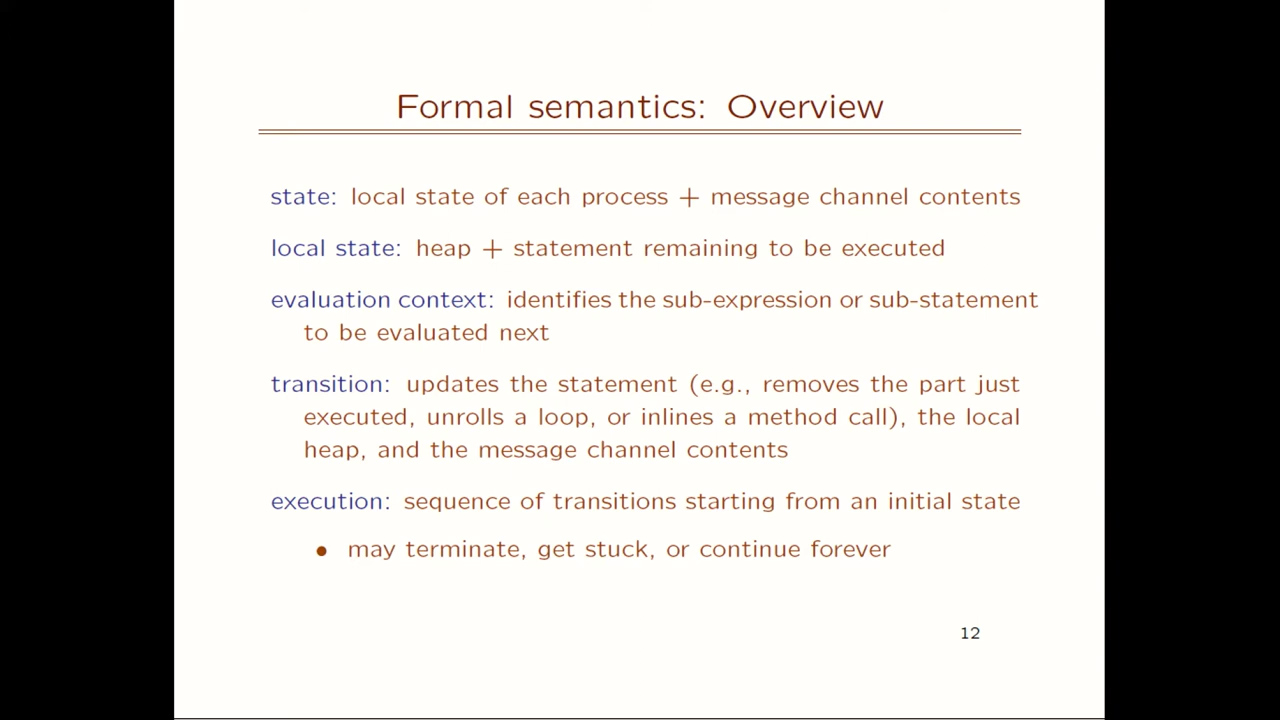 Formal semantics: Overview
state: local state of each process + message channel contents
local state: heap + statement remaining to be executed
evaluation context: identifies the sub-expression or sub-statement
to be evaluated next
transition: updates the statement (e.g., removes the part just
executed, unrolls a loop, or inlines a method call), the local
heap, and the message channel contents
execution: sequence of transitions starting from an initial state
• may terminate, get stuck, or continue forever
12